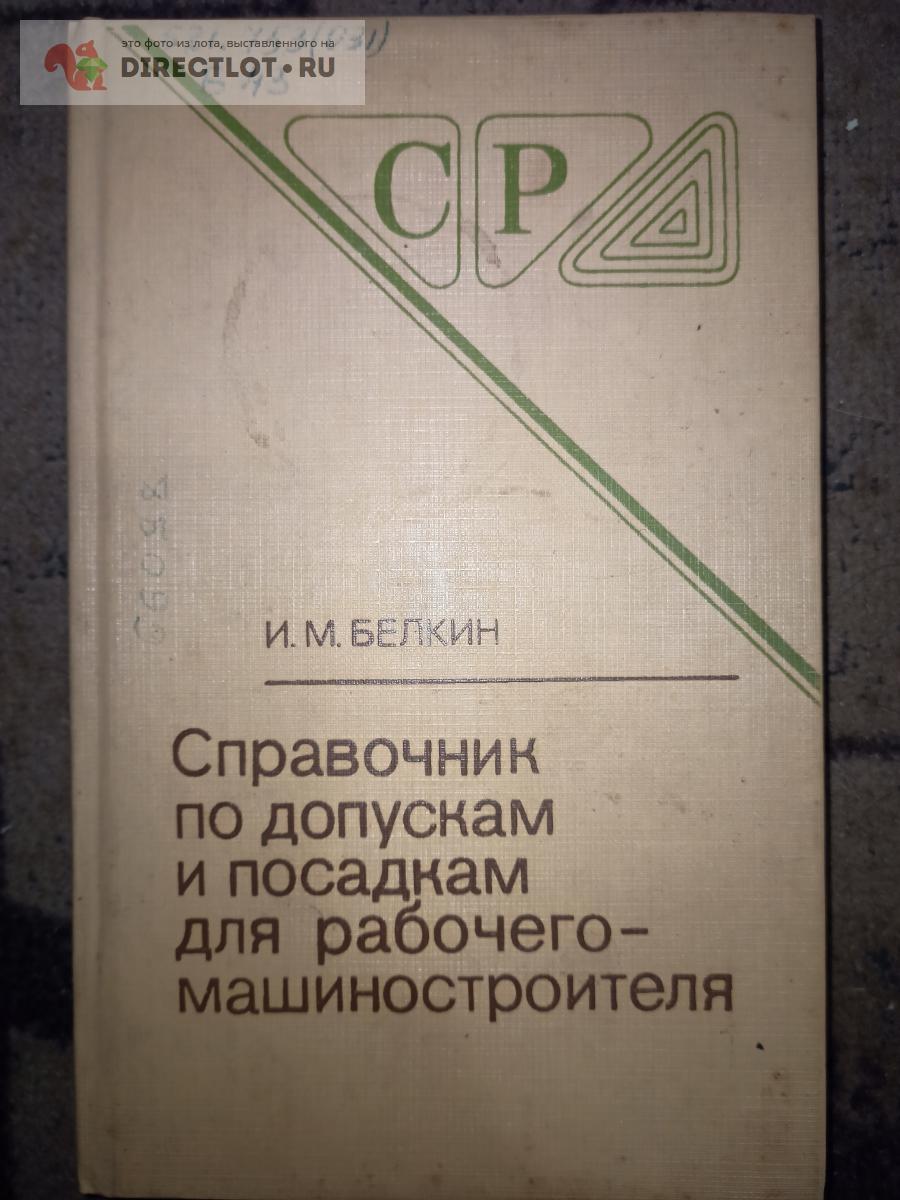 это фото из лота, выставленного на
DIRECTLOT.RU
СР
И. М. БЕЛКИН
Справочник
по допускам
и посадкам
для рабочего-
машиностроителя